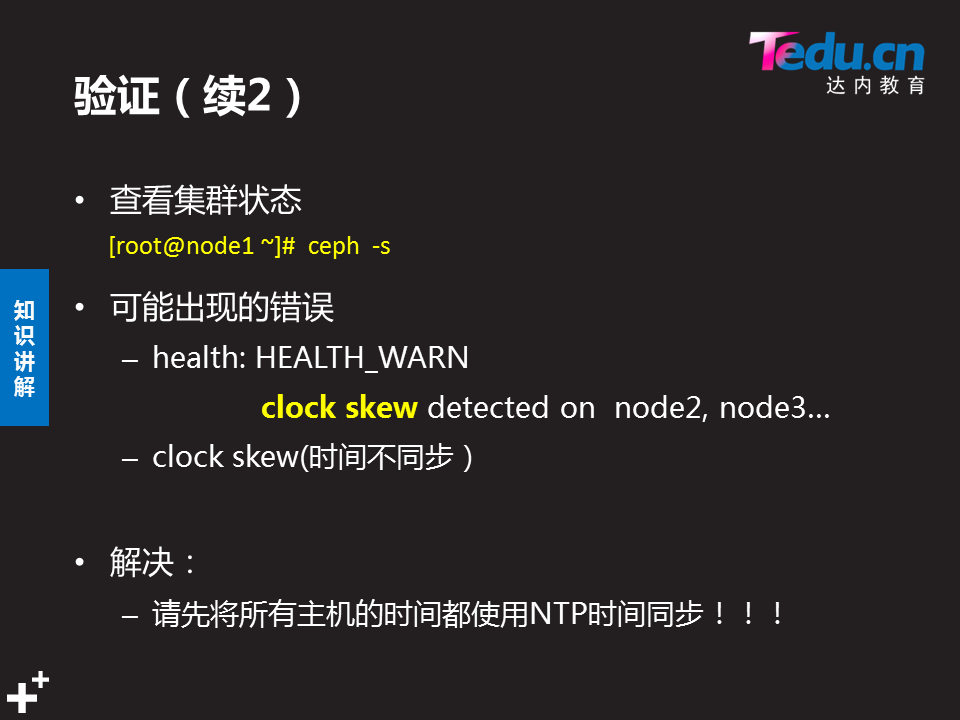 Tedu.cn
达内教育
验证（续2）
• 查看集群状态
[root@node1 ~]# ceph -s
知识讲解
• 可能出现的错误
– health: HEALTH_WARN
clock skew detected on node2, node3…
– clock skew(时间不同步）
• 解决：
– 请先将所有主机的时间都使用NTP时间同步！！！